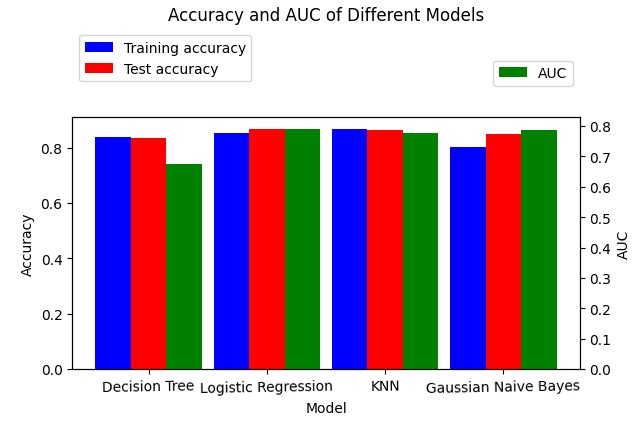 Accuracy and AUC of Different Models
Training accuracy
Test accuracy
AUC
0.8
0.6
0.4
0.2
0.0
Accuracy
0.8
0.7
0.6
0.5
0.4
0.3
0.2
0.1
0.0
AUC
Decision Tree
Logistic Regression
KNN
Gaussian Naive Bayes
Model